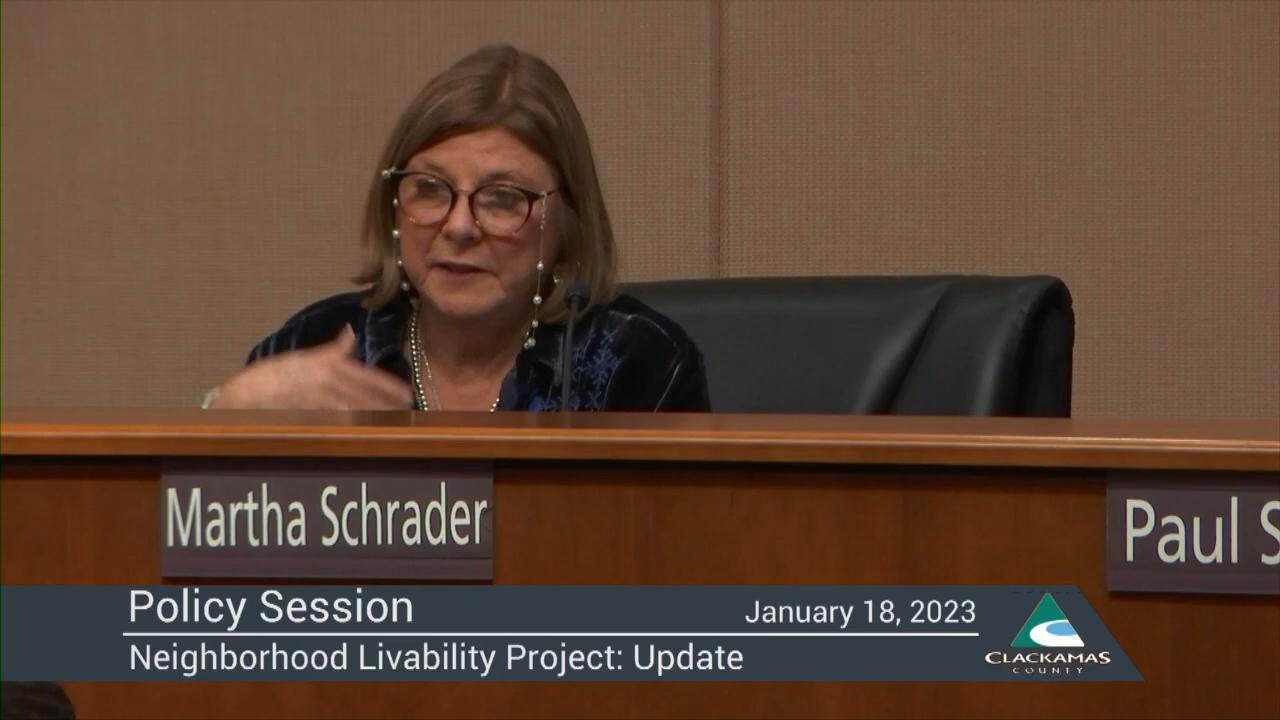 Martha Schrader
Paul S
Policy Session
January 18, 2023
Neighborhood Livability Project: Update
CLACKAMAS
COUNTY